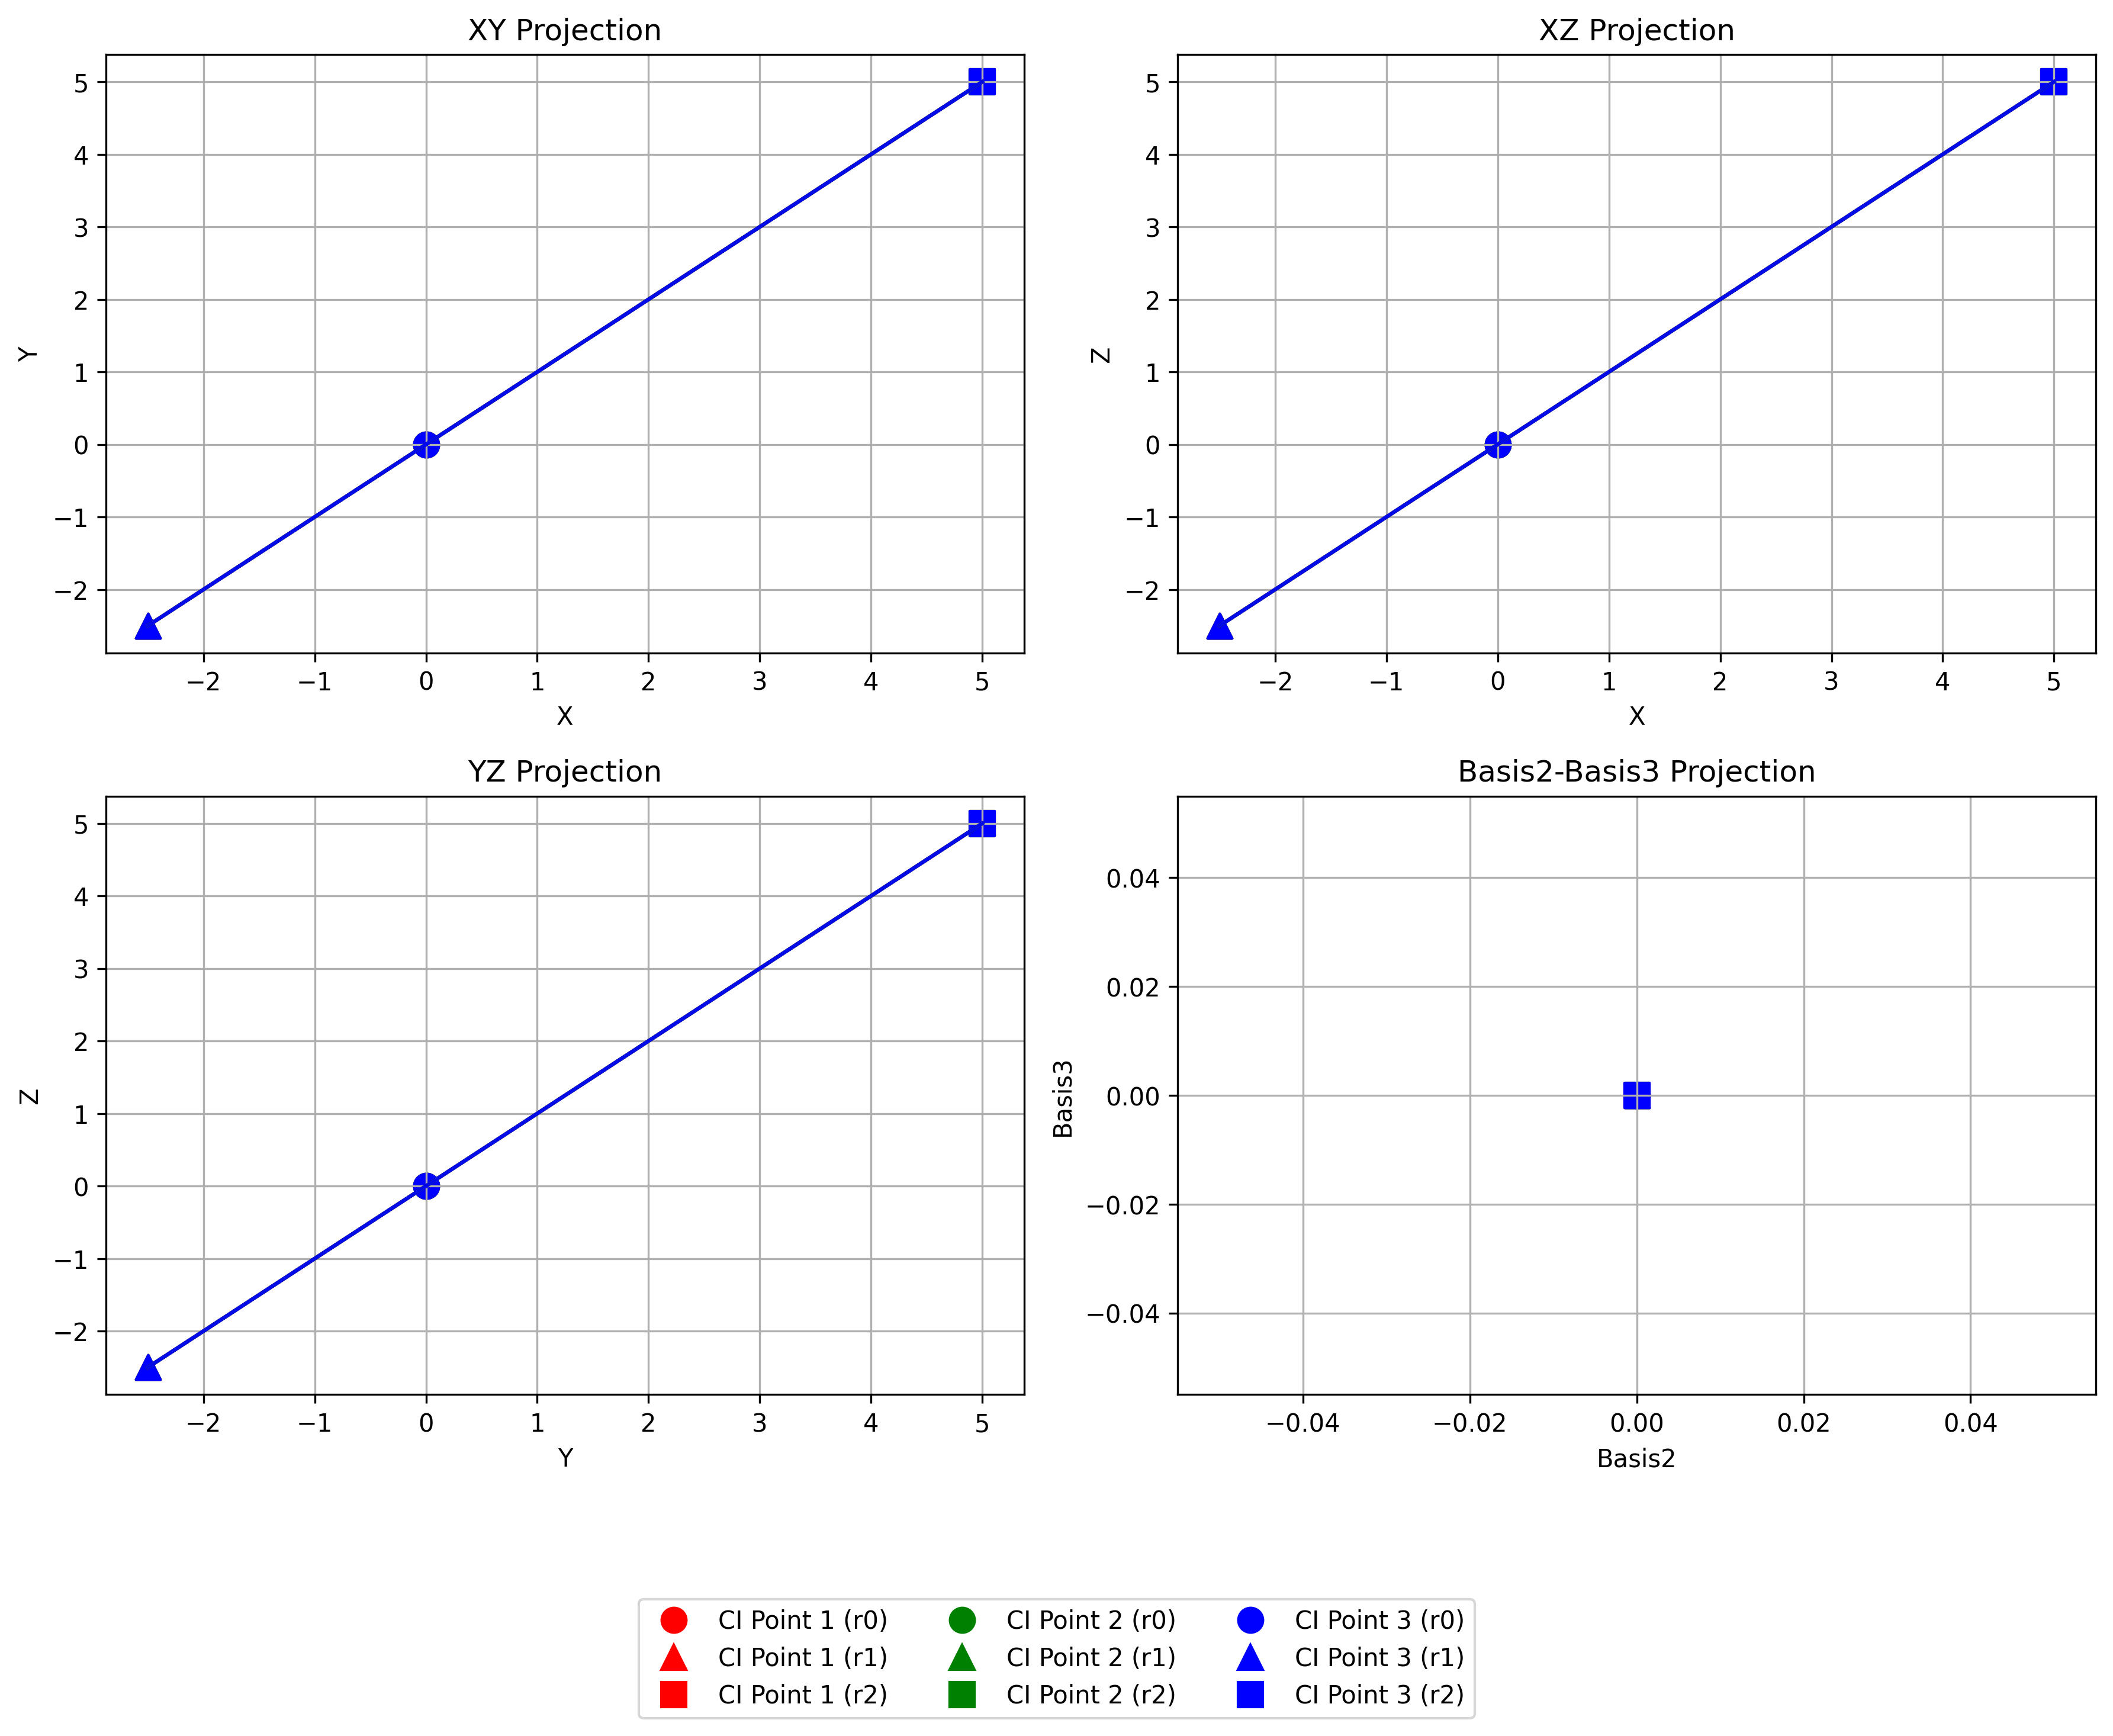 XY Projection
5
4
3
2
1
0
−1
−2
Y
−2 −1 0 1 2 3 4 5
X
XZ Projection
5
4
3
2
1
0
−1
−2
Z
−2 −1 0 1 2 3 4 5
X
YZ Projection
5
4
3
2
1
0
−1
−2
Z
−2 −1 0 1 2 3 4 5
Y
Basis2-Basis3 Projection
0.04
0.02
0.00
−0.02
−0.04
Basis3
−0.04 −0.02 0.00 0.02 0.04
Basis2
CI Point 1 (r0) CI Point 2 (r0) CI Point 3 (r0)
CI Point 1 (r1) CI Point 2 (r1) CI Point 3 (r1)
CI Point 1 (r2) CI Point 2 (r2) CI Point 3 (r2)